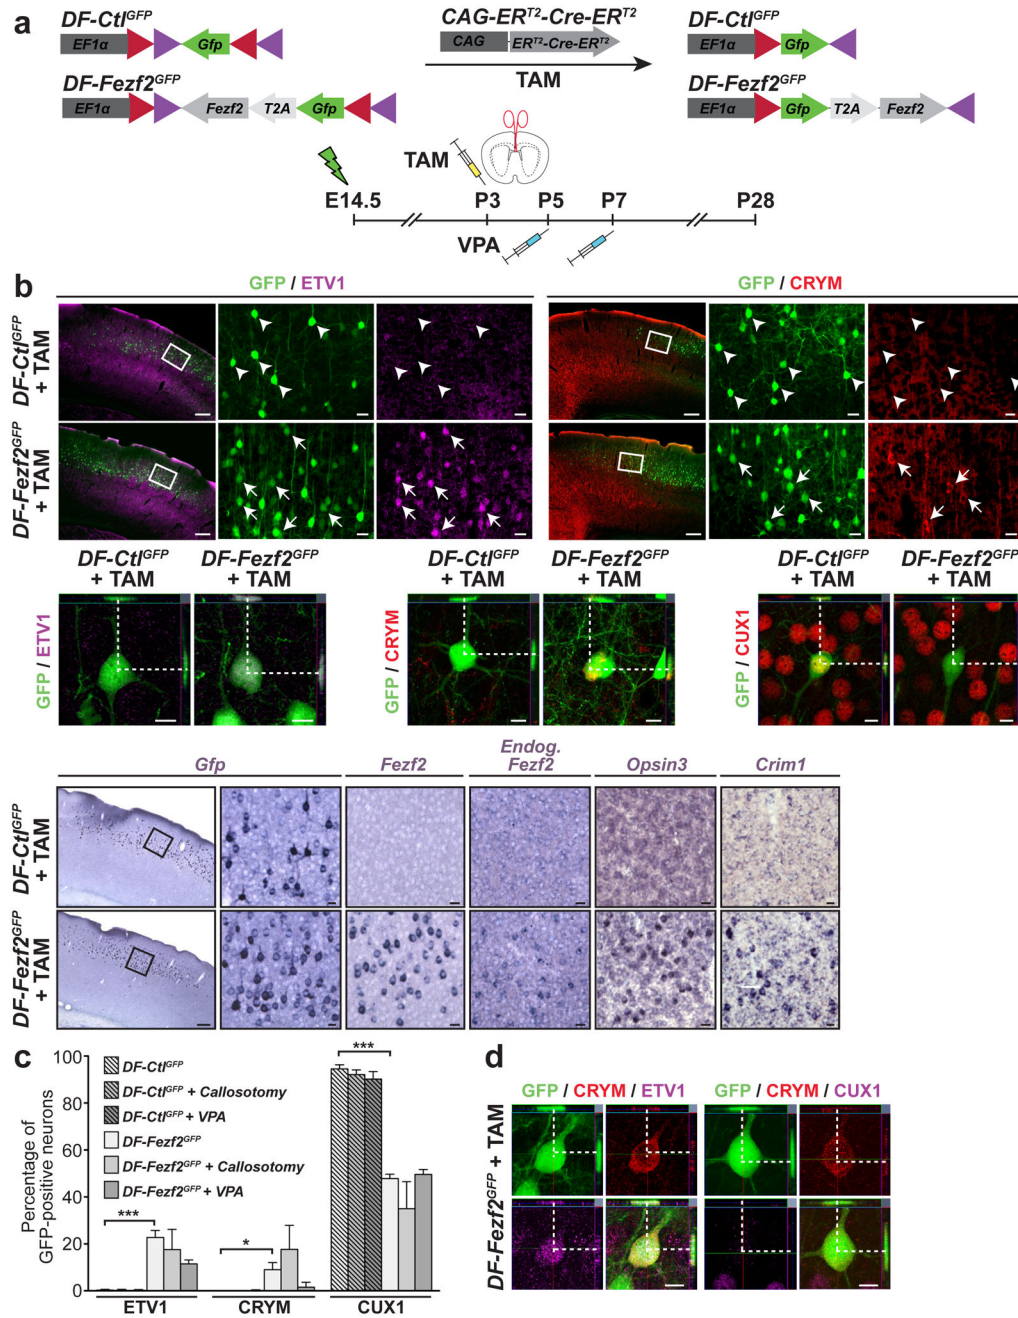 a
DF-Ctl^GFP
EF1α Gfp
DF-Fezf2^GFP
EF1α Fezf2 T2A Gfp
CAG-ER^T2-Cre-ER^T2
CAG ER^T2-Cre-ER^T2
TAM
DF-Ctl^GFP
EF1α Gfp
DF-Fezf2^GFP
EF1α Gfp T2A Fezf2
TAM
E14.5 P3 P5 P7 P28
VPA
b
GFP / ETV1
GFP / CRYM
DF-Ctl^GFP + TAM
DF-Fezf2^GFP + TAM
DF-Ctl^GFP + TAM
DF-Fezf2^GFP + TAM
DF-Ctl^GFP + TAM
DF-Fezf2^GFP + TAM
DF-Ctl^GFP + TAM
DF-Fezf2^GFP + TAM
GFP / ETV1
GFP / CRYM
GFP / CUX1
Gfp
Fezf2
Endog. Fezf2
Opsin3
Crim1
DF-Ctl^GFP + TAM
DF-Fezf2^GFP + TAM
c
Percentage of GFP-positive neurons
100
80
60
40
20
0
DF-Ctl^GFP
DF-Ctl^GFP + Callosotomy
DF-Ctl^GFP + VPA
DF-Fezf2^GFP
DF-Fezf2^GFP + Callosotomy
DF-Fezf2^GFP + VPA
***
*
***
ETV1 CRYM CUX1
d
GFP / CRYM / ETV1
GFP / CRYM / CUX1
DF-Fezf2^GFP + TAM